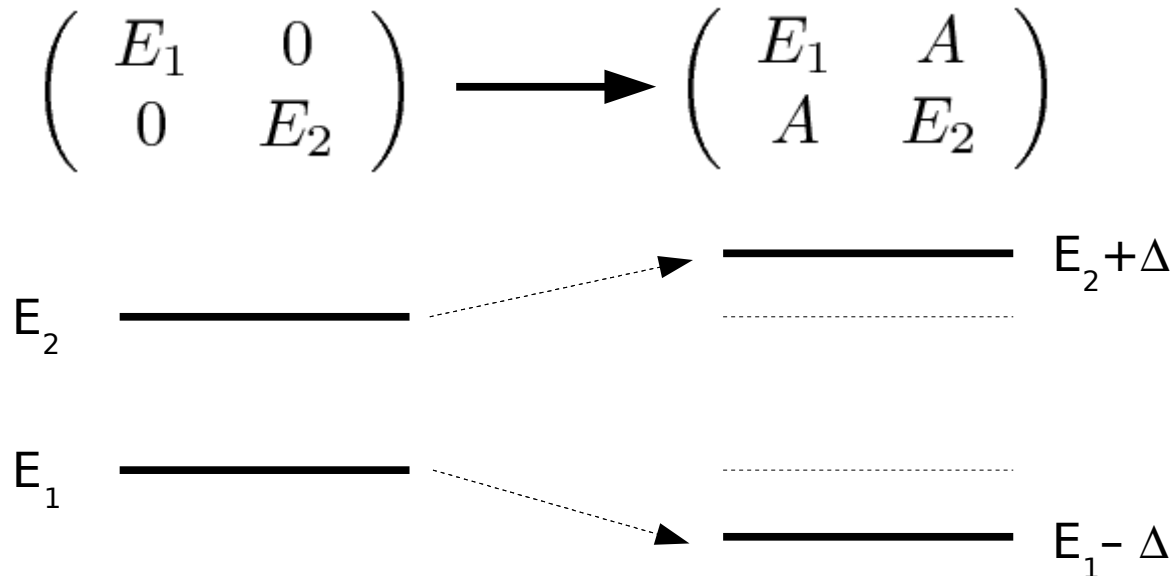 E₁ 0 E₁ A
0 E₂ A E₂
E₂+Δ
E₂
E₁
E₁− Δ